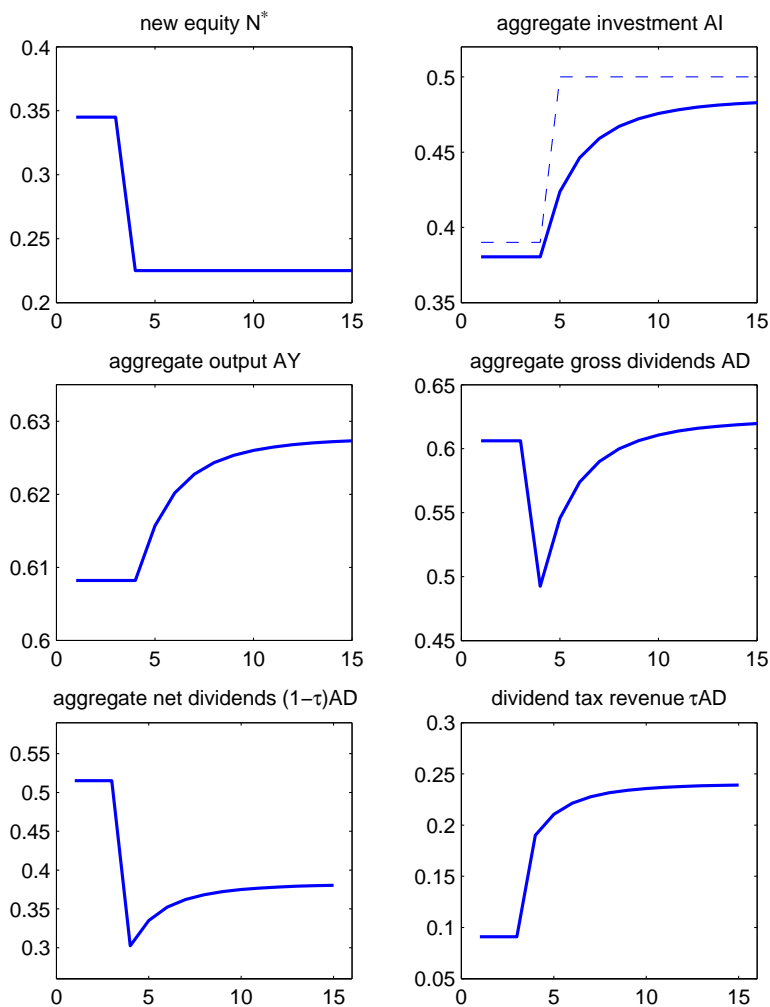 new equity N*
0.4
0.35
0.3
0.25
0.2
0 5 10 15
aggregate investment AI
0.5
0.45
0.4
0.35
0 5 10 15
aggregate output AY
0.63
0.62
0.61
0.6
0 5 10 15
aggregate gross dividends AD
0.65
0.6
0.55
0.5
0.45
0 5 10 15
aggregate net dividends (1−τ)AD
0.55
0.5
0.45
0.4
0.35
0.3
0 5 10 15
dividend tax revenue τAD
0.3
0.25
0.2
0.15
0.1
0.05
0 5 10 15